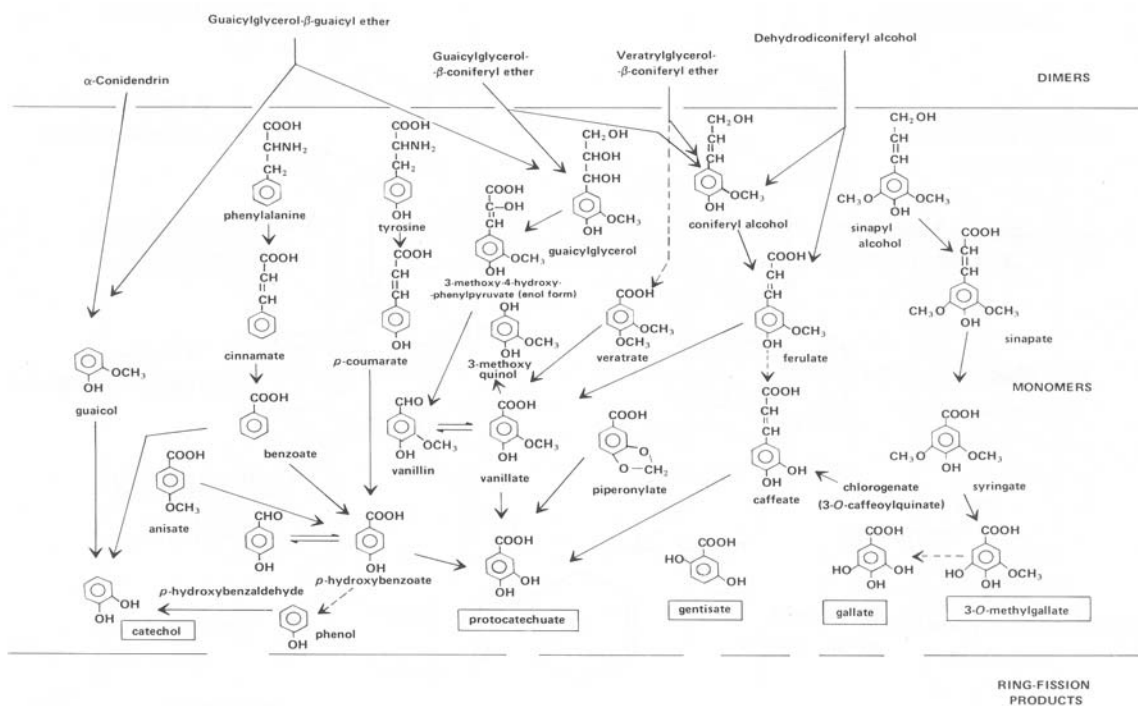 Guaicylglycerol-β-guaicyl ether
Dehydrodiconiferyl alcohol
Guaicylglycerol-
-β-coniferyl ether
Veratrylglycerol-
-β-coniferyl ether
α-Conidendrin
DIMERS
COOH
CH-NH₂
CH₂
phenylalanine
COOH
CH-NH₂
CH₂
OH
tyrosine
COOH
C-OH
CH
OCH₃
OH
3-methoxy-4-hydroxy-
-phenylpyruvate (enol form)
CH₂OH
CHOH
CHOH
OCH₃
OH
guaicylglycerol
CH₂OH
CH
CH
OCH₃
OH
coniferyl alcohol
CH₂OH
CH
CH
CH₃O
OCH₃
OH
sinapyl
alcohol
COOH
CH
CH
cinnamate
COOH
CH
CH
OH
p-coumarate
OH
OCH₃
OH
3-methoxy
quinol
COOH
OCH₃
OCH₃
veratrate
COOH
CH
CH
OCH₃
OH
ferulate
COOH
CH
CH
CH₃O
OCH₃
OH
sinapate
OCH₃
OH
guaicol
MONOMERS
COOH
benzoate
CHO
OCH₃
OH
vanillin
COOH
OCH₃
OH
vanillate
COOH
O
O-CH₂
piperonylate
COOH
CH
CH
OH
OH
caffeate
chlorogenate
(3-O-caffeoylquinate)
COOH
CH₃O
OCH₃
OH
syringate
COOH
OCH₃
anisate
CHO
OH
p-hydroxybenzaldehyde
COOH
OH
p-hydroxybenzoate
COOH
OH
OH
protocatechuate
COOH
HO
OH
gentisate
COOH
HO
OH
OH
gallate
COOH
HO
OCH₃
OH
3-O-methylgallate
OH
OH
catechol
OH
phenol
RING-FISSION
PRODUCTS